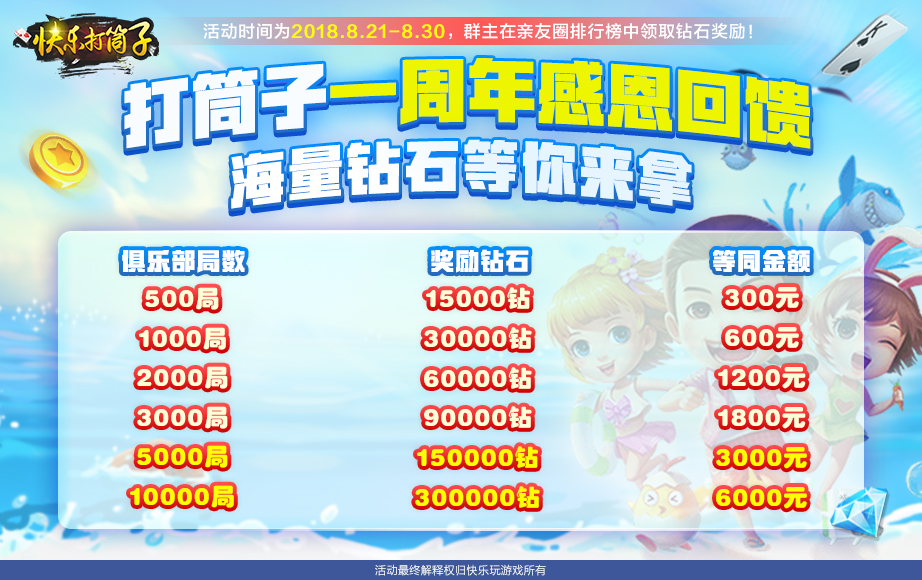 快乐打筒子
活动时间为2018.8.21-8.30，群主在亲友圈排行榜中领取钻石奖励！
打筒子一周年感恩回馈
海量钻石等你来拿
俱乐部局数 奖励钻石 等同金额
500局 15000钻 300元
1000局 30000钻 600元
2000局 60000钻 1200元
3000局 90000钻 1800元
5000局 150000钻 3000元
10000局 300000钻 6000元
活动最终解释权归快乐玩游戏所有